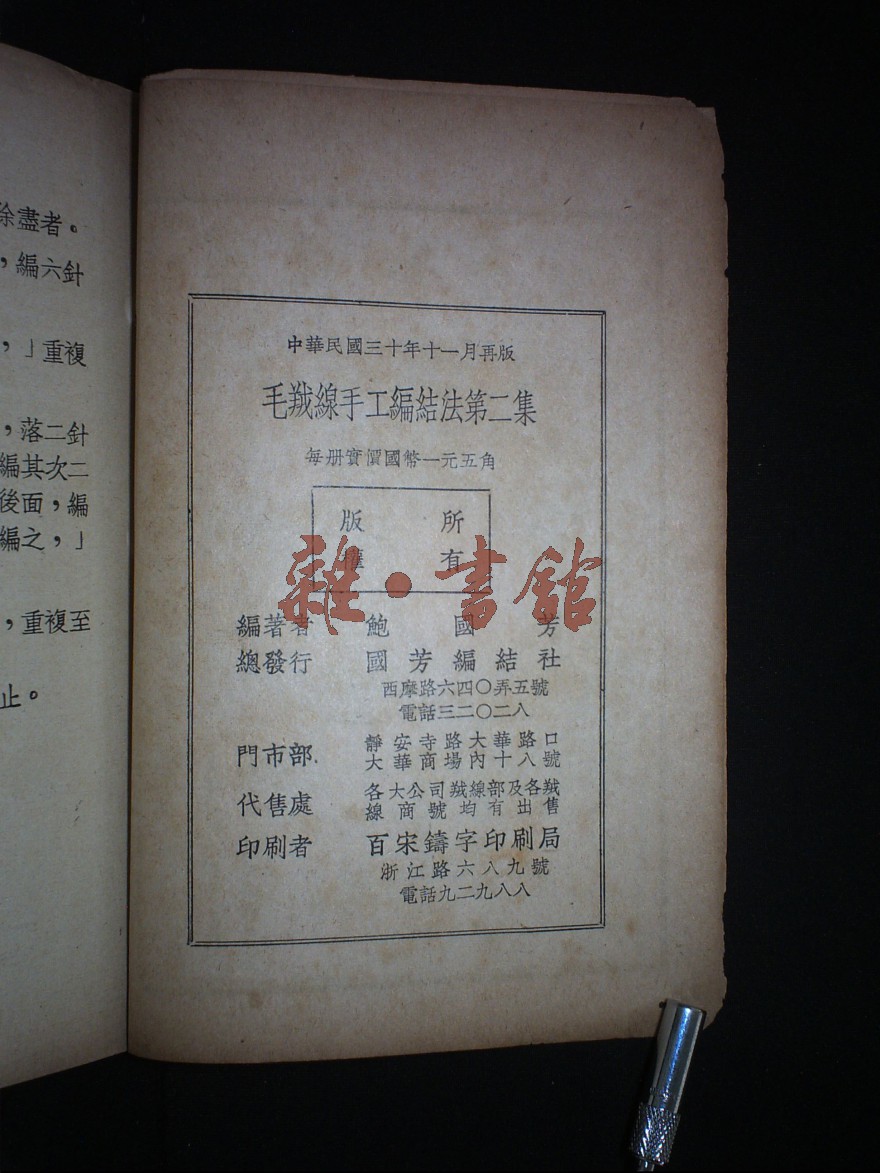 除盡者。
，編六針
，」重複
，落二針
編其次二
後面，編
編之，」
，重複至
止。
中華民國三十年十一月再版
毛羢線手工編結法第二集
每册實價國幣一元五角
版 所
權 有
雜·書館
編著者 鮑國芳
總發行 國芳編結社
西摩路六四〇弄五號
電話三二〇二八
門市部 靜安寺路大華路口
大華商場內十八號
代售處 各大公司羢線部及各羢
線商號均有出售
印刷者 百宋鑄字印刷局
浙江路六八九號
電話九二九八八